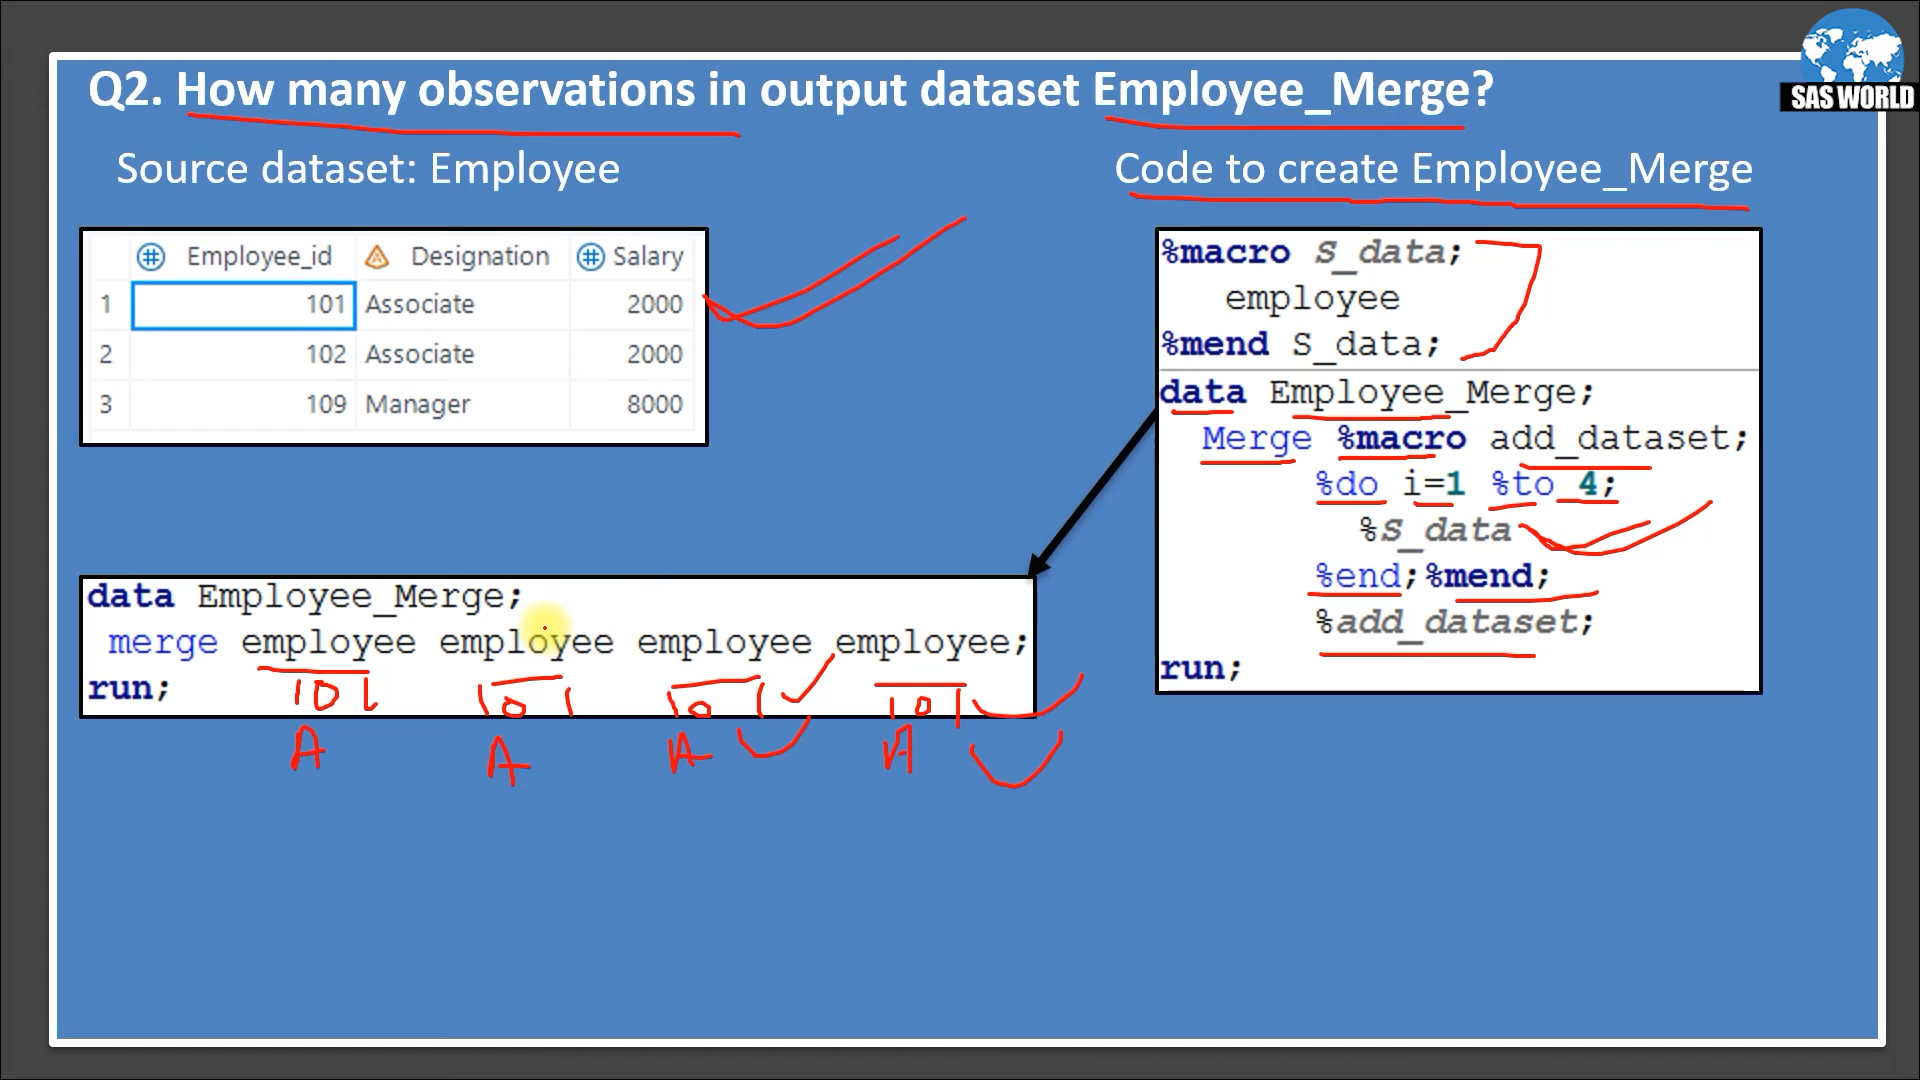 Q2. How many observations in output dataset Employee_Merge?
SAS WORLD
Source dataset: Employee
Code to create Employee_Merge
Employee_id Designation Salary
1 101 Associate 2000
2 102 Associate 2000
3 109 Manager 8000
%macro S_data;
employee
%mend S_data;
data Employee_Merge;
Merge %macro add_dataset;
%do i=1 %to 4;
%S_data
%end;%mend;
%add_dataset;
run;
data Employee_Merge;
merge employee employee employee employee;
run;
101 101 101 101
A A A A